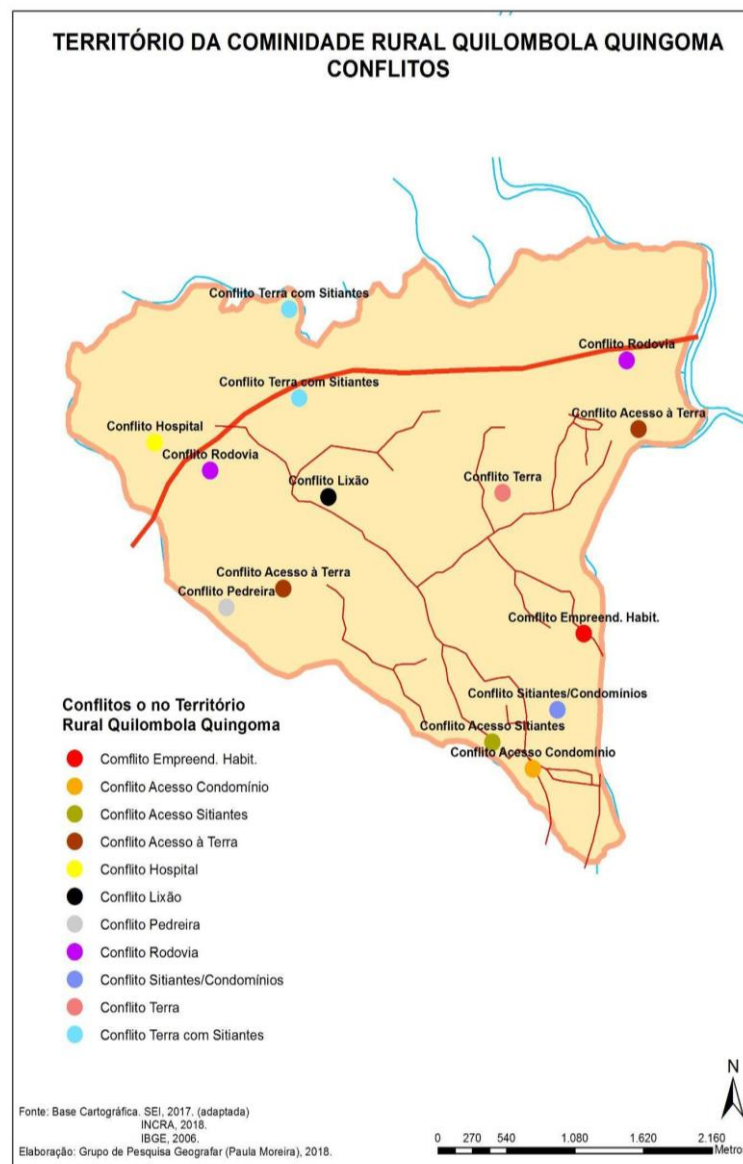 TERRITÓRIO DA COMINIDADE RURAL QUILOMBOLA QUINGOMA
CONFLITOS
Conflito Terra com Sitiantes
Conflito Rodovia
Conflito Terra com Sitiantes
Conflito Acesso à Terra
Conflito Hospital
Conflito Rodovia
Conflito Lixão
Conflito Terra
Conflito Acesso à Terra
Conflito Pedreira
Comflito Empreend. Habit.
Conflito Sitiantes/Condomínios
Conflito Acesso Sitiantes
Conflito Acesso Condomínio
Conflitos o no Território
Rural Quilombola Quingoma
Comflito Empreend. Habit.
Conflito Acesso Condomínio
Conflito Acesso Sitiantes
Conflito Acesso à Terra
Conflito Hospital
Conflito Lixão
Conflito Pedreira
Conflito Rodovia
Conflito Sitiantes/Condomínios
Conflito Terra
Conflito Terra com Sitiantes
N
Fonte: Base Cartográfica. SEI, 2017. (adaptada)
INCRA, 2018.
IBGE, 2006.
Elaboração: Grupo de Pesquisa Geografar (Paula Moreira), 2018.
0 270 540 1.080 1.620 2.160
Metro